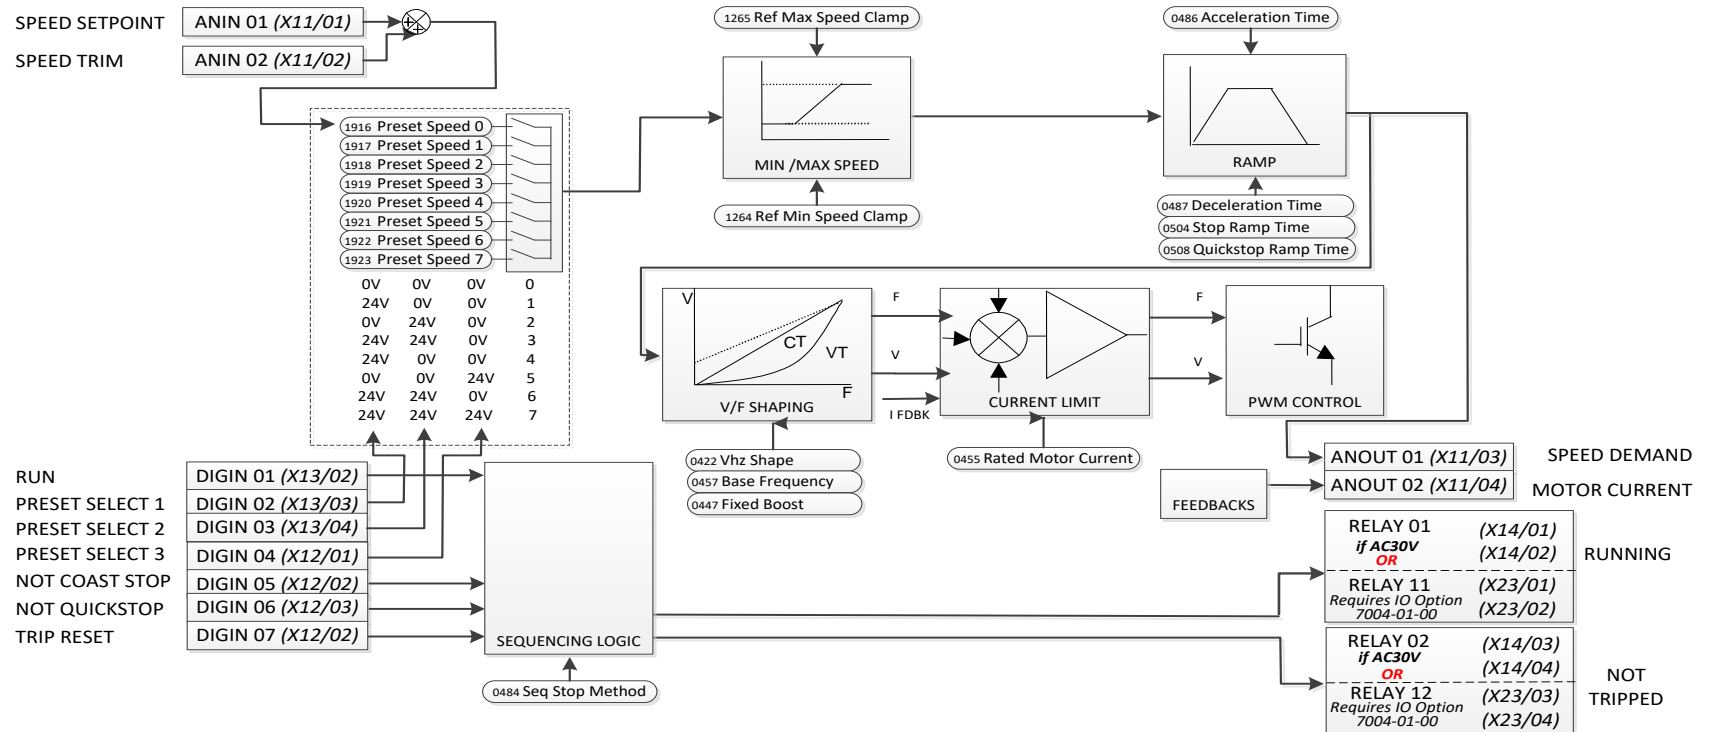 SPEED SETPOINT
ANIN 01 (X11/01)
SPEED TRIM
ANIN 02 (X11/02)
1916 Preset Speed 0
1917 Preset Speed 1
1918 Preset Speed 2
1919 Preset Speed 3
1920 Preset Speed 4
1921 Preset Speed 5
1922 Preset Speed 6
1923 Preset Speed 7
0V 0V 0V 0
24V 0V 0V 1
0V 24V 0V 2
24V 24V 0V 3
24V 0V 0V 4
0V 0V 24V 5
24V 24V 0V 6
24V 24V 24V 7
1265 Ref Max Speed Clamp
MIN /MAX SPEED
1264 Ref Min Speed Clamp
0486 Acceleration Time
RAMP
0487 Deceleration Time
0504 Stop Ramp Time
0508 Quickstop Ramp Time
V
CT
VT
F
V/F SHAPING
0422 Vhz Shape
0457 Base Frequency
0447 Fixed Boost
F
V
I FDBK
CURRENT LIMIT
0455 Rated Motor Current
F
V
PWM CONTROL
ANOUT 01 (X11/03)
SPEED DEMAND
ANOUT 02 (X11/04)
MOTOR CURRENT
FEEDBACKS
RUN
DIGIN 01 (X13/02)
PRESET SELECT 1
DIGIN 02 (X13/03)
PRESET SELECT 2
DIGIN 03 (X13/04)
PRESET SELECT 3
DIGIN 04 (X12/01)
NOT COAST STOP
DIGIN 05 (X12/02)
NOT QUICKSTOP
DIGIN 06 (X12/03)
TRIP RESET
DIGIN 07 (X12/02)
SEQUENCING LOGIC
0484 Seq Stop Method
RELAY 01 (X14/01)
if AC30V (X14/02)
OR
RUNNING
RELAY 11 (X23/01)
Requires IO Option
7004-01-00 (X23/02)
RELAY 02 (X14/03)
if AC30V
OR (X14/04)
NOT
TRIPPED
RELAY 12 (X23/03)
Requires IO Option
7004-01-00 (X23/04)